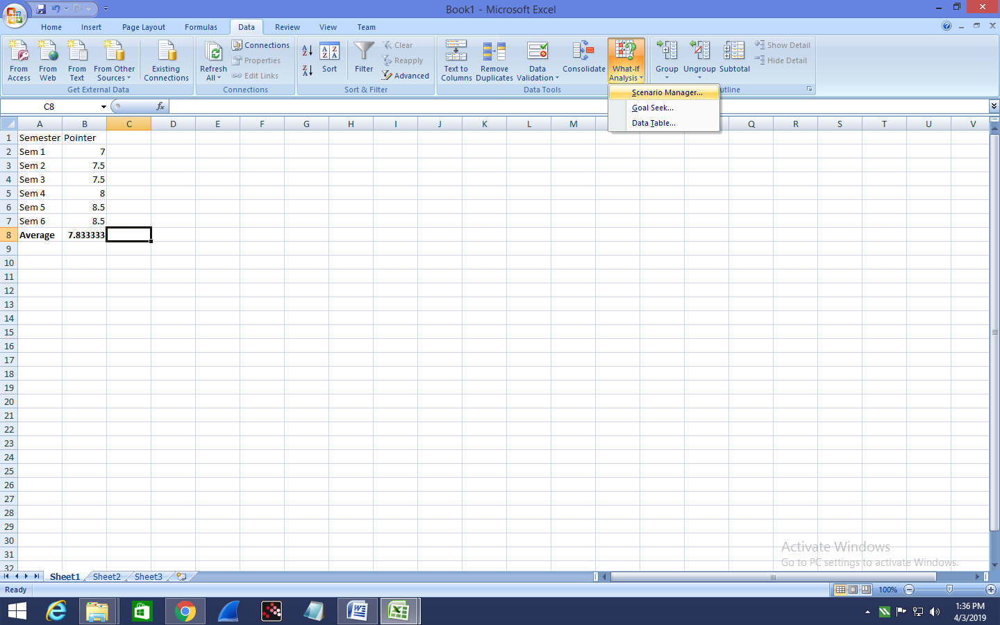 Book1 - Microsoft Excel
Home Insert Page Layout Formulas Data Review View Team
From Access
From Web
From Text
From Other Sources
Existing Connections
Get External Data
Refresh All
Connections
Properties
Edit Links
Connections
Sort
Filter
Clear
Reapply
Advanced
Sort & Filter
Text to Columns
Remove Duplicates
Data Validation
Consolidate
What-If Analysis
Data Tools
Group
Ungroup
Subtotal
Show Detail
Hide Detail
utline
Scenario Manager...
Goal Seek...
Data Table...
C8 fx
A B C D E F G H I J K L M Q R S T U V
1 Semester Pointer
2 Sem 1 7
3 Sem 2 7.5
4 Sem 3 7.5
5 Sem 4 8
6 Sem 5 8.5
7 Sem 6 8.5
8 Average 7.833333
9
10
11
12
13
14
15
16
17
18
19
20
21
22
23
24
25
26
27
28
29
30
31
32
Activate Windows
Go to PC settings to activate Windows.
Sheet1 Sheet2 Sheet3
Ready 100%
1:36 PM
4/3/2019